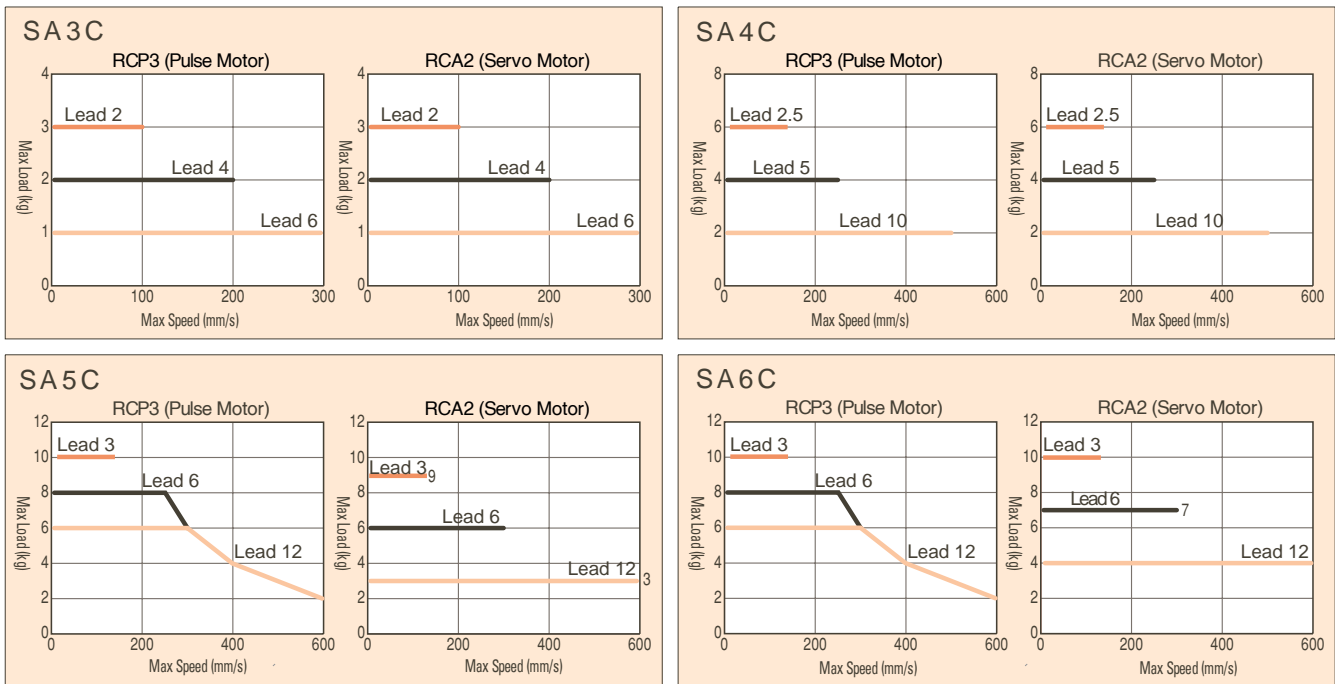 SA3C
RCP3 (Pulse Motor)
4
3
2
1
0
Max Load (kg)
Lead 2
Lead 4
Lead 6
0 100 200 300
Max Speed (mm/s)
RCA2 (Servo Motor)
4
3
2
1
0
Max Load (kg)
Lead 2
Lead 4
Lead 6
0 100 200 300
Max Speed (mm/s)
SA4C
RCP3 (Pulse Motor)
8
6
4
2
0
Max Load (kg)
Lead 2.5
Lead 5
Lead 10
0 200 400 600
Max Speed (mm/s)
RCA2 (Servo Motor)
8
6
4
2
0
Max Load (kg)
Lead 2.5
Lead 5
Lead 10
0 200 400 600
Max Speed (mm/s)
SA5C
RCP3 (Pulse Motor)
12
10
8
6
4
2
0
Max Load (kg)
Lead 3
Lead 6
Lead 12
0 200 400 600
Max Speed (mm/s)
RCA2 (Servo Motor)
12
10
8
6
4
2
0
Max Load (kg)
Lead 3 9
Lead 6
Lead 12 3
0 200 400 600
Max Speed (mm/s)
SA6C
RCP3 (Pulse Motor)
12
10
8
6
4
2
0
Max Load (kg)
Lead 3
Lead 6
Lead 12
0 200 400 600
Max Speed (mm/s)
RCA2 (Servo Motor)
12
10
8
6
4
2
0
Max Load (kg)
Lead 3
Lead 6 7
Lead 12
0 200 400 600
Max Speed (mm/s)